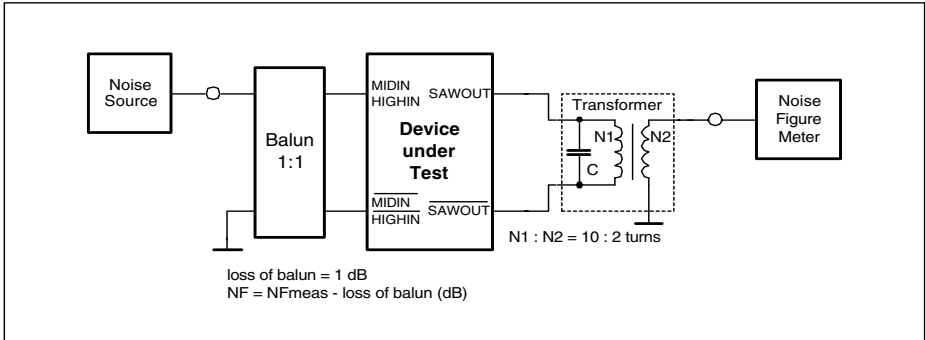 Noise
Source
Balun
1:1
MIDIN
HIGHIN
SAWOUT
Device
under
Test
MIDIN
HIGHIN
SAWOUT
Transformer
N1
N2
C
Noise
Figure
Meter
N1 : N2 = 10 : 2 turns
loss of balun = 1 dB
NF = NFmeas - loss of balun (dB)